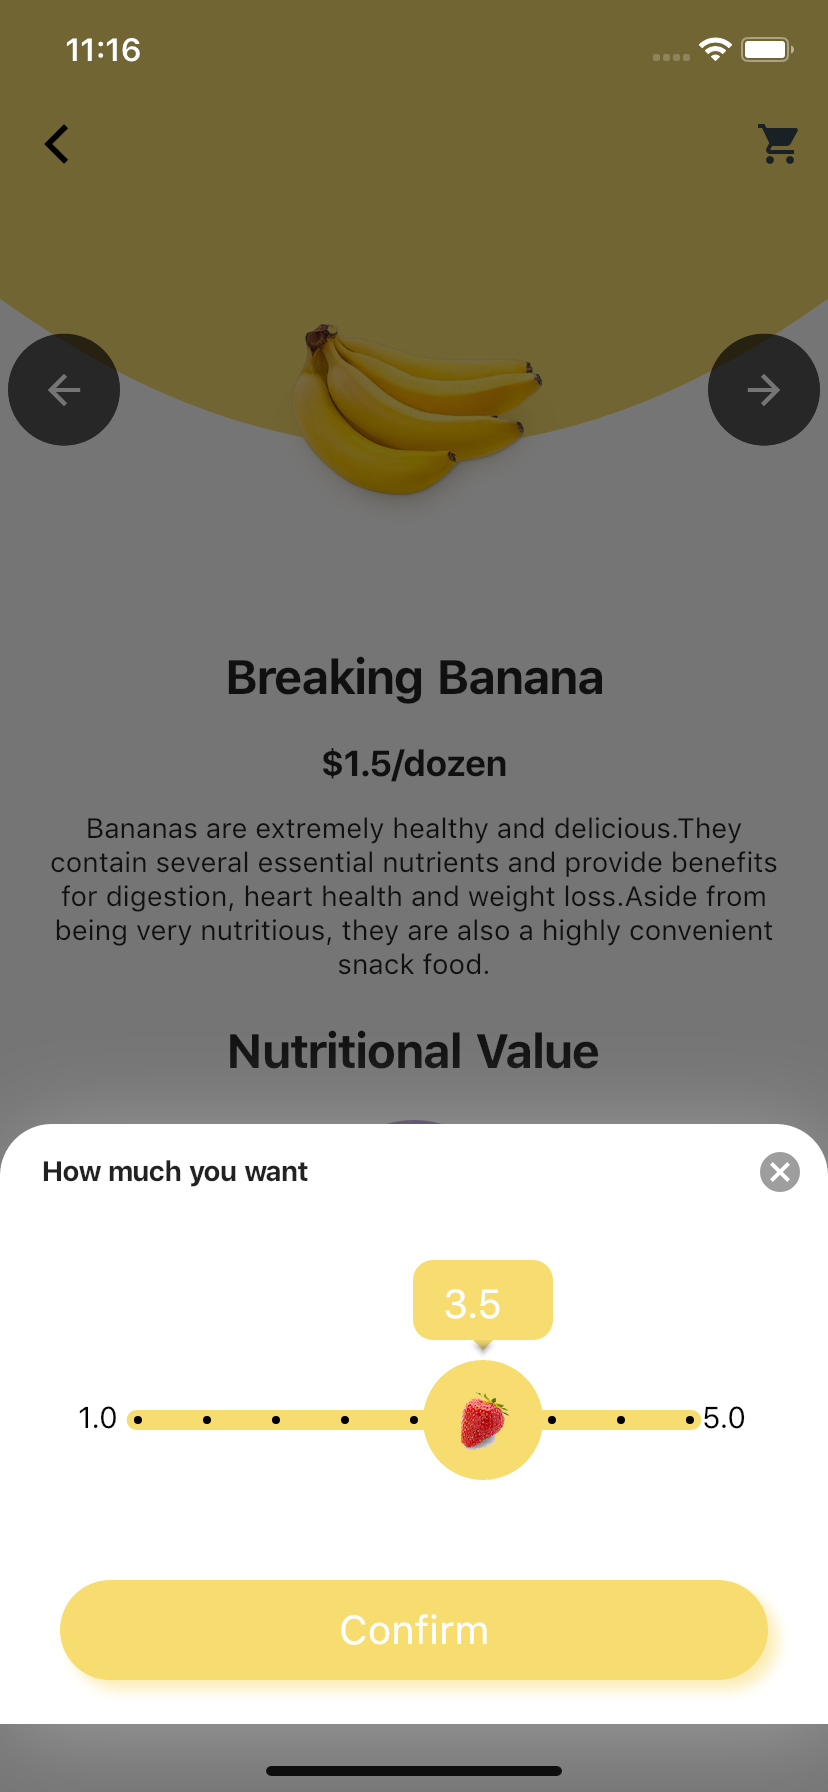 11:16
Breaking Banana
$1.5/dozen
Bananas are extremely healthy and delicious.They
contain several essential nutrients and provide benefits
for digestion, heart health and weight loss.Aside from
being very nutritious, they are also a highly convenient
snack food.
Nutritional Value
How much you want
3.5
1.0 5.0
Confirm